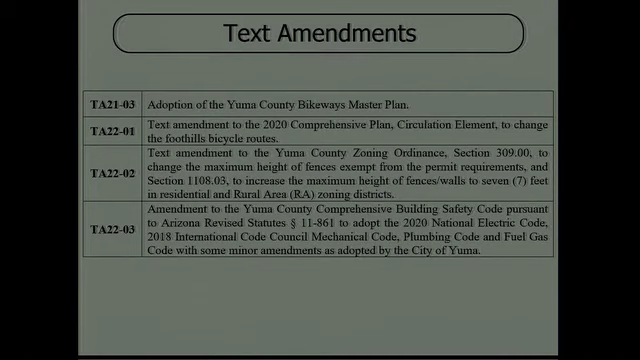 Text Amendments
TA21-03 Adoption of the Yuma County Bikeways Master Plan.
TA22-01 Text amendment to the 2020 Comprehensive Plan, Circulation Element, to change
the foothills bicycle routes.
Text amendment to the Yuma County Zoning Ordinance, Section 309.00, to
change the maximum height of fences exempt from the permit requirements, and
TA22-02 Section 1108.03, to increase the maximum height of fences/walls to seven (7) feet
in residential and Rural Area (RA) zoning districts.
Amendment to the Yuma County Comprehensive Building Safety Code pursuant
to Arizona Revised Statutes § 11-861 to adopt the 2020 National Electric Code,
TA22-03 2018 International Code Council Mechanical Code, Plumbing Code and Fuel Gas
Code with some minor amendments as adopted by the City of Yuma.